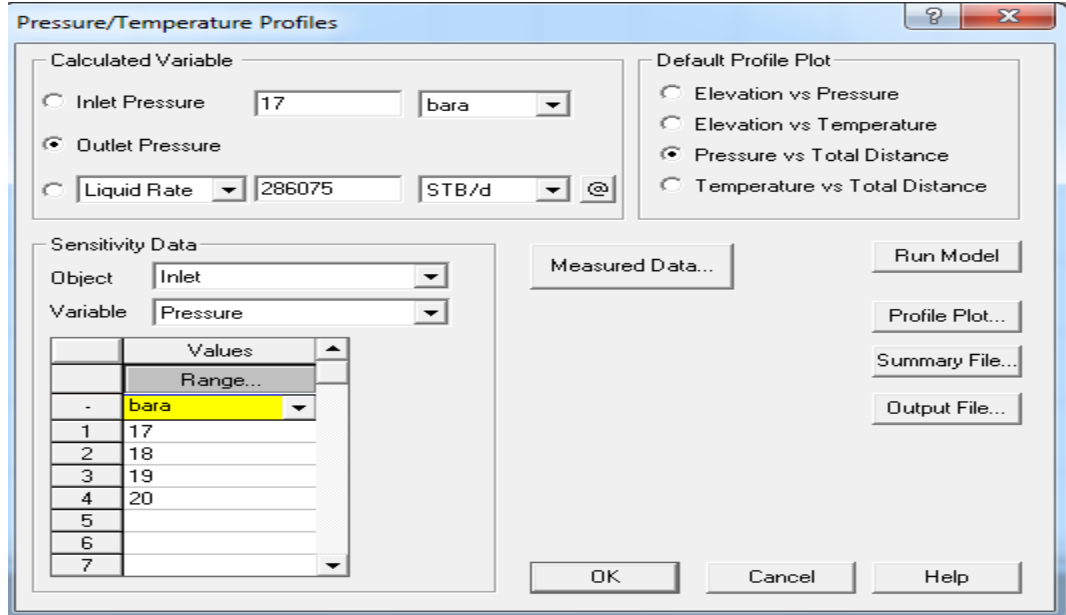 Pressure/Temperature Profiles
Calculated Variable
Inlet Pressure 17 bara
Outlet Pressure
Liquid Rate 286075 STB/d @
Default Profile Plot
Elevation vs Pressure
Elevation vs Temperature
Pressure vs Total Distance
Temperature vs Total Distance
Sensitivity Data
Object Inlet
Variable Pressure
Values
Range...
- bara
1 17
2 18
3 19
4 20
5
6
7
Measured Data...
Run Model
Profile Plot...
Summary File...
Output File...
OK Cancel Help